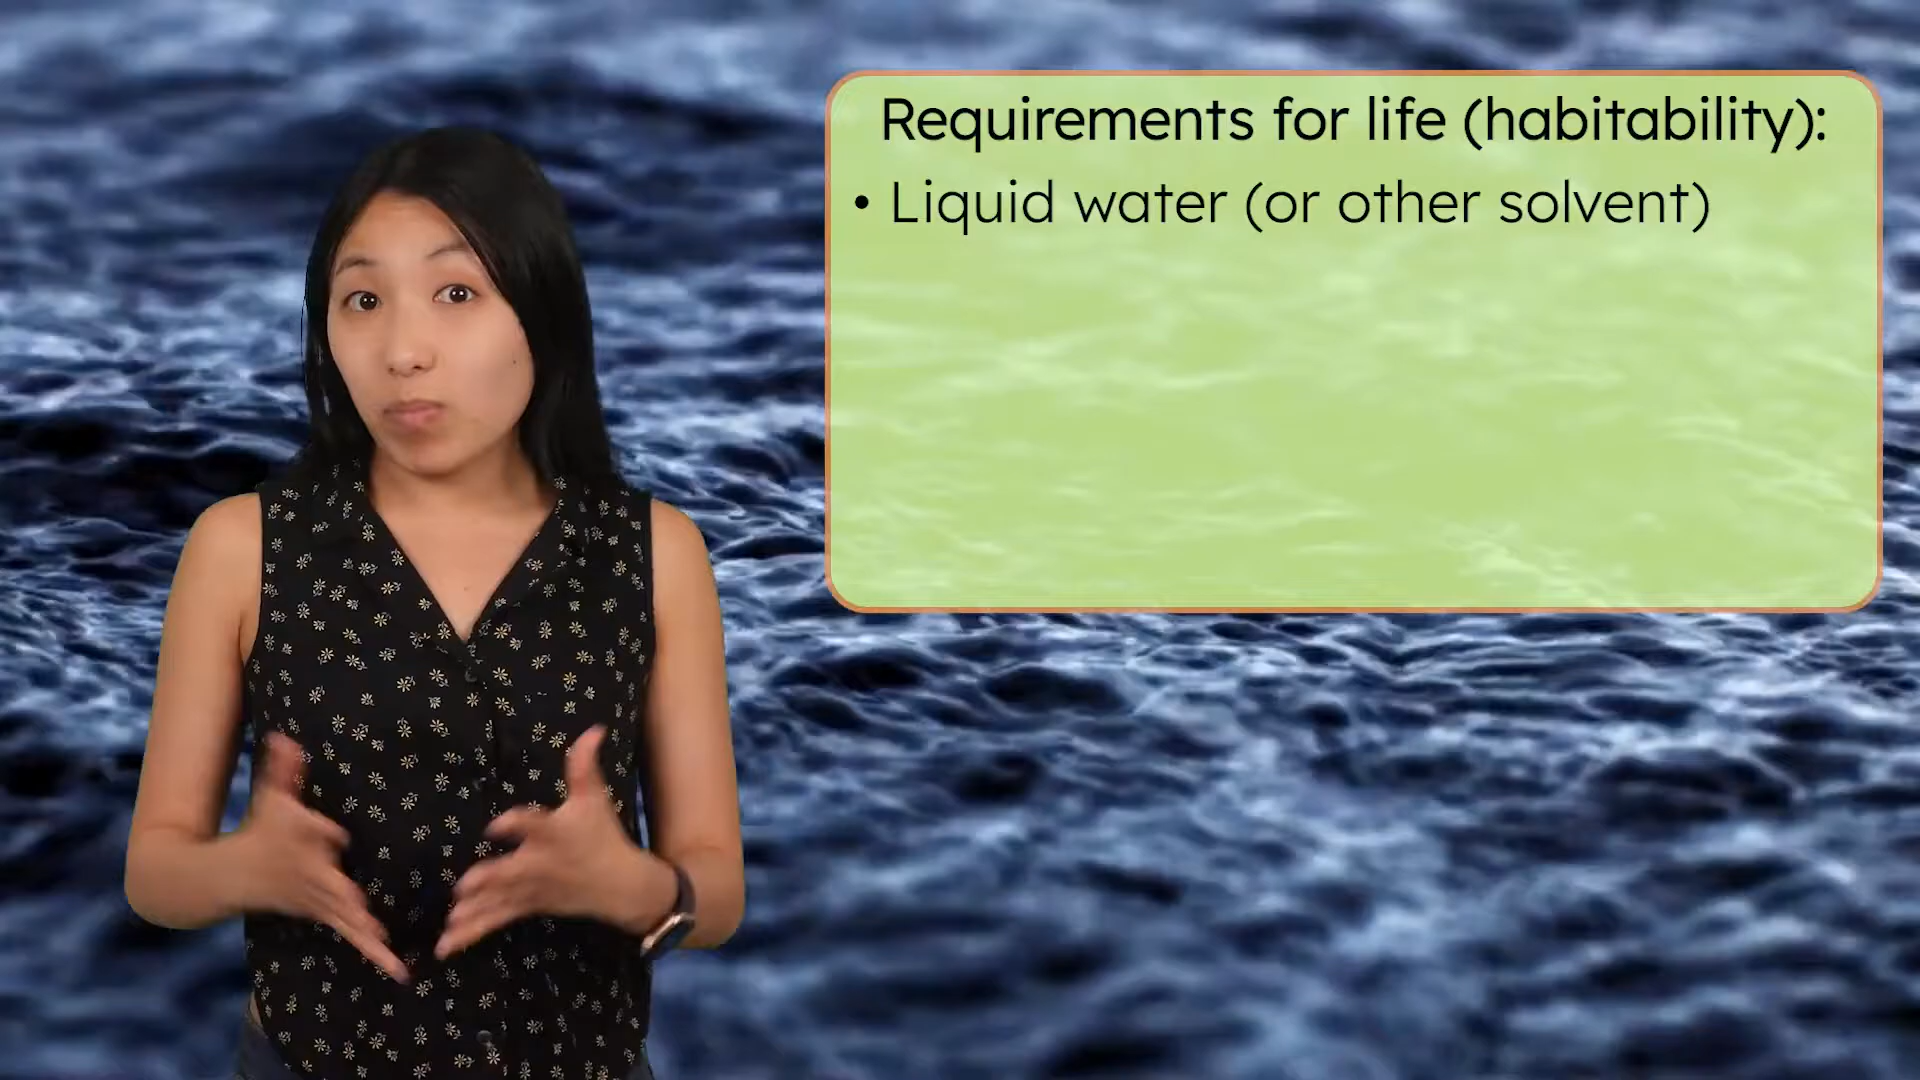 Requirements for life (habitability):
• Liquid water (or other solvent)